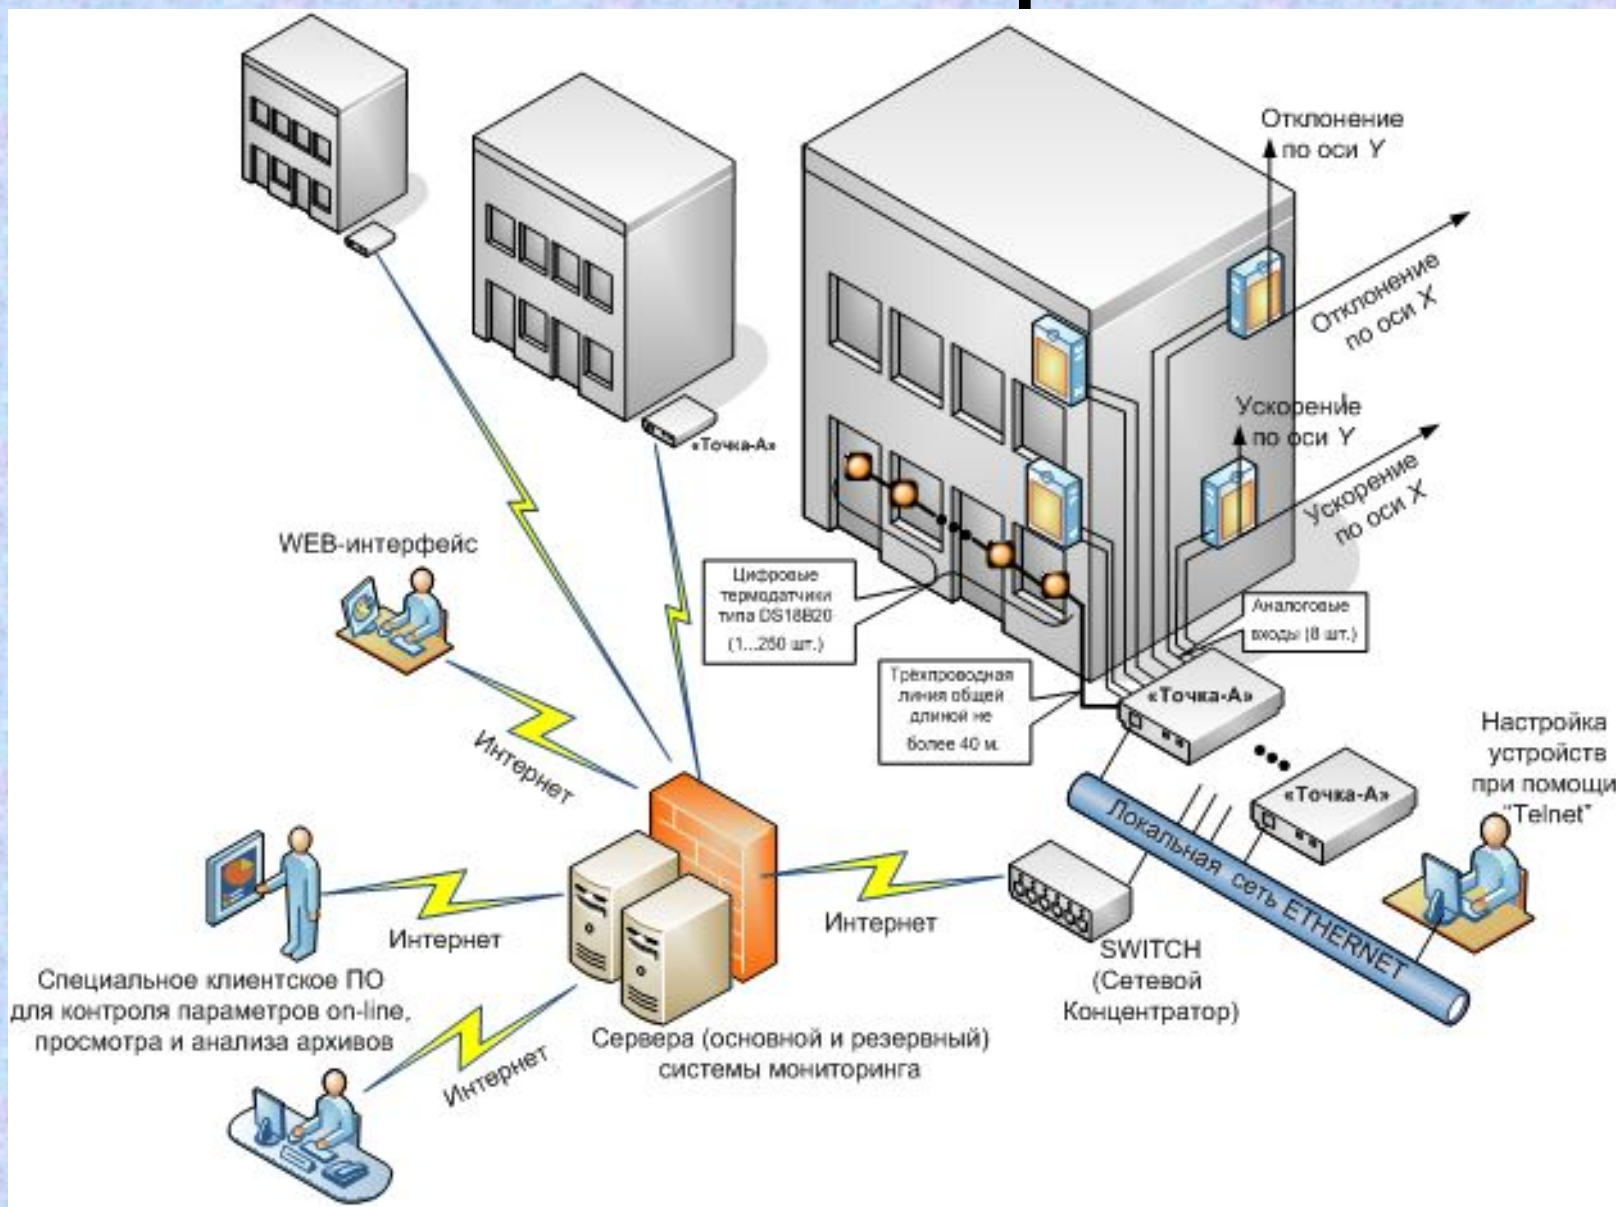 Отклонение
по оси Y
Отклонение
по оси X
Ускорение
по оси Y
Ускорение
по оси X
«Точка-А»
WEB-интерфейс
Цифровые
термодатчики
типа DS18B20
(1...250 шт.)
Аналоговые
входы (8 шт.)
Трёхпроводная
линия общей
длиной не
более 40 м.
«Точка-А»
«Точка-А»
Настройка
устройств
при помощи
"Telnet"
Интернет
Локальная сеть ETHERNET
Интернет
Интернет
SWITCH
(Сетевой
Концентратор)
Специальное клиентское ПО
для контроля параметров on-line,
просмотра и анализа архивов
Сервера (основной и резервный)
системы мониторинга
Интернет